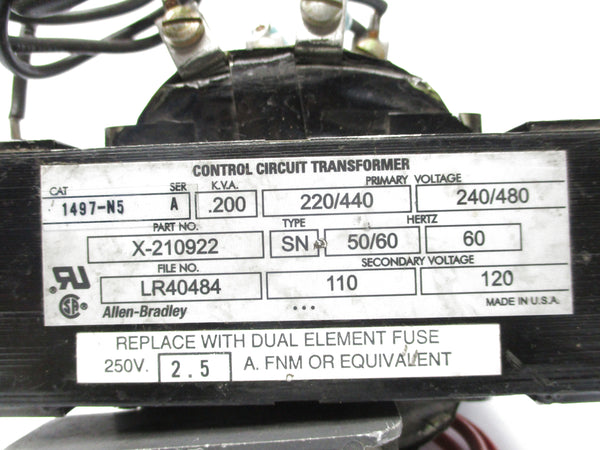 CONTROL CIRCUIT TRANSFORMER
CAT SER K.V.A. PRIMARY VOLTAGE
1497-N5 A .200 220/440 240/480
PART NO. TYPE HERTZ
X-210922 SN 50/60 60
FILE NO. SECONDARY VOLTAGE
LR40484 110 120
Allen-Bradley ... MADE IN U.S.A.
REPLACE WITH DUAL ELEMENT FUSE
250V. 2.5 A. FNM OR EQUIVALENT